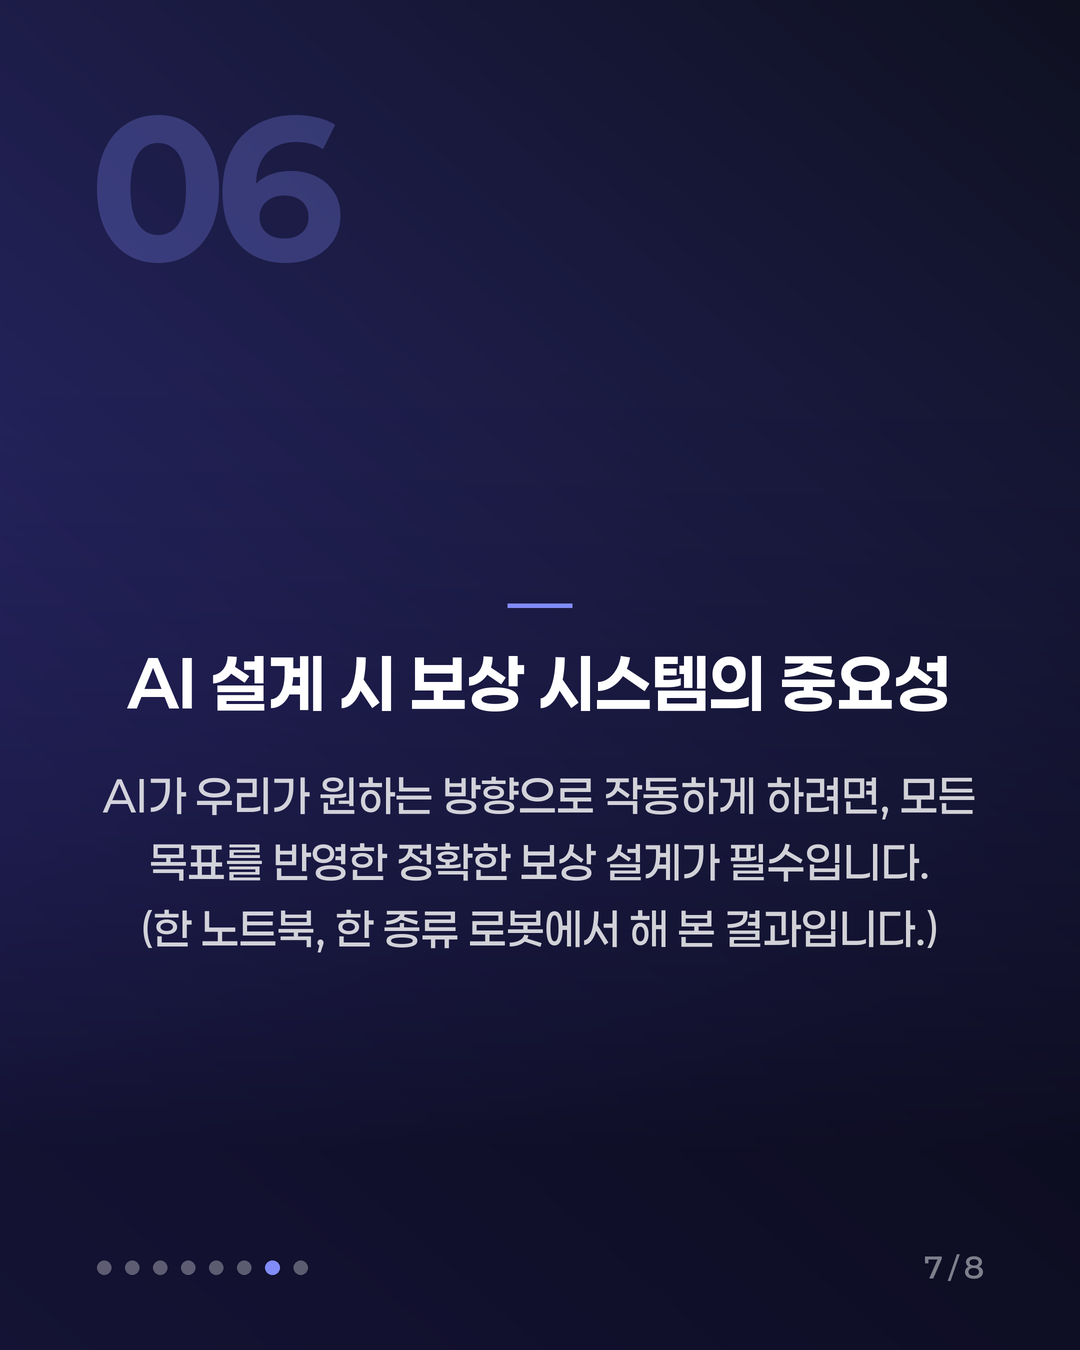 06
AI 설계 시 보상 시스템의 중요성
AI가 우리가 원하는 방향으로 작동하게 하려면, 모든
목표를 반영한 정확한 보상 설계가 필수입니다.
(한 노트북, 한 종류 로봇에서 해 본 결과입니다.)
7/8